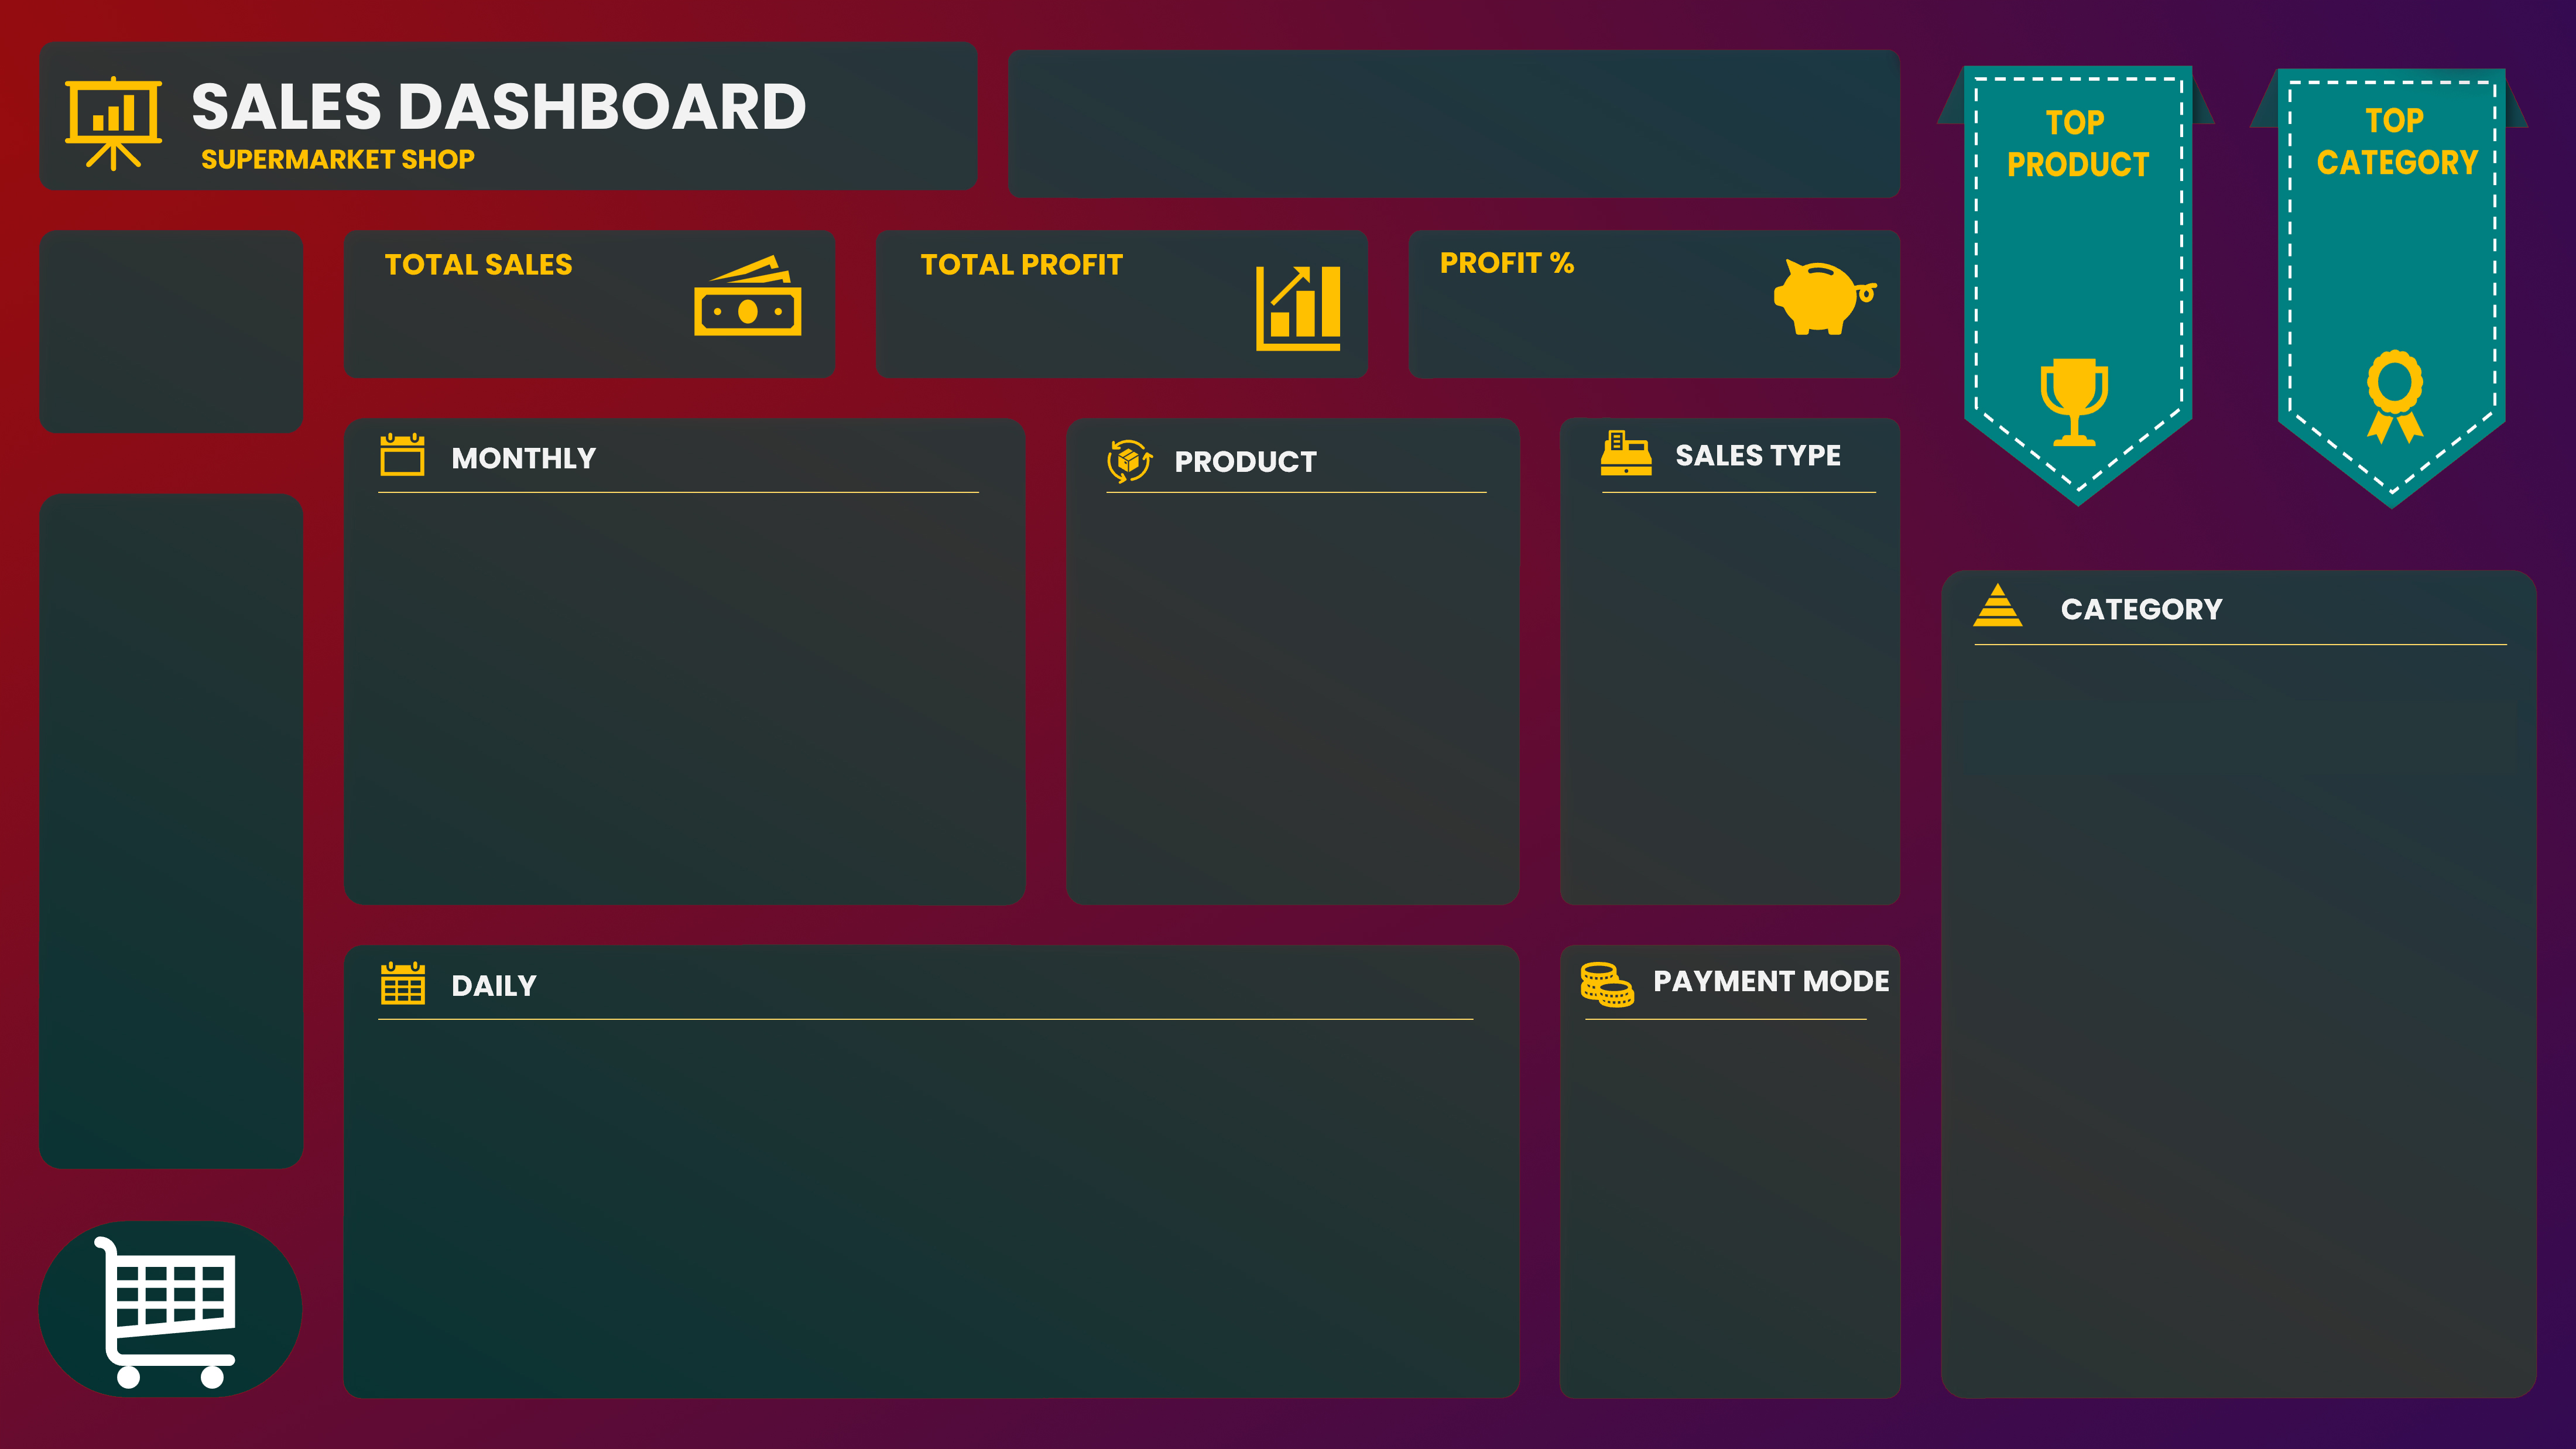 SALES DASHBOARD
SUPERMARKET SHOP
TOP
PRODUCT
TOP
CATEGORY
TOTAL SALES
TOTAL PROFIT
PROFIT %
MONTHLY
PRODUCT
SALES TYPE
CATEGORY
DAILY
PAYMENT MODE